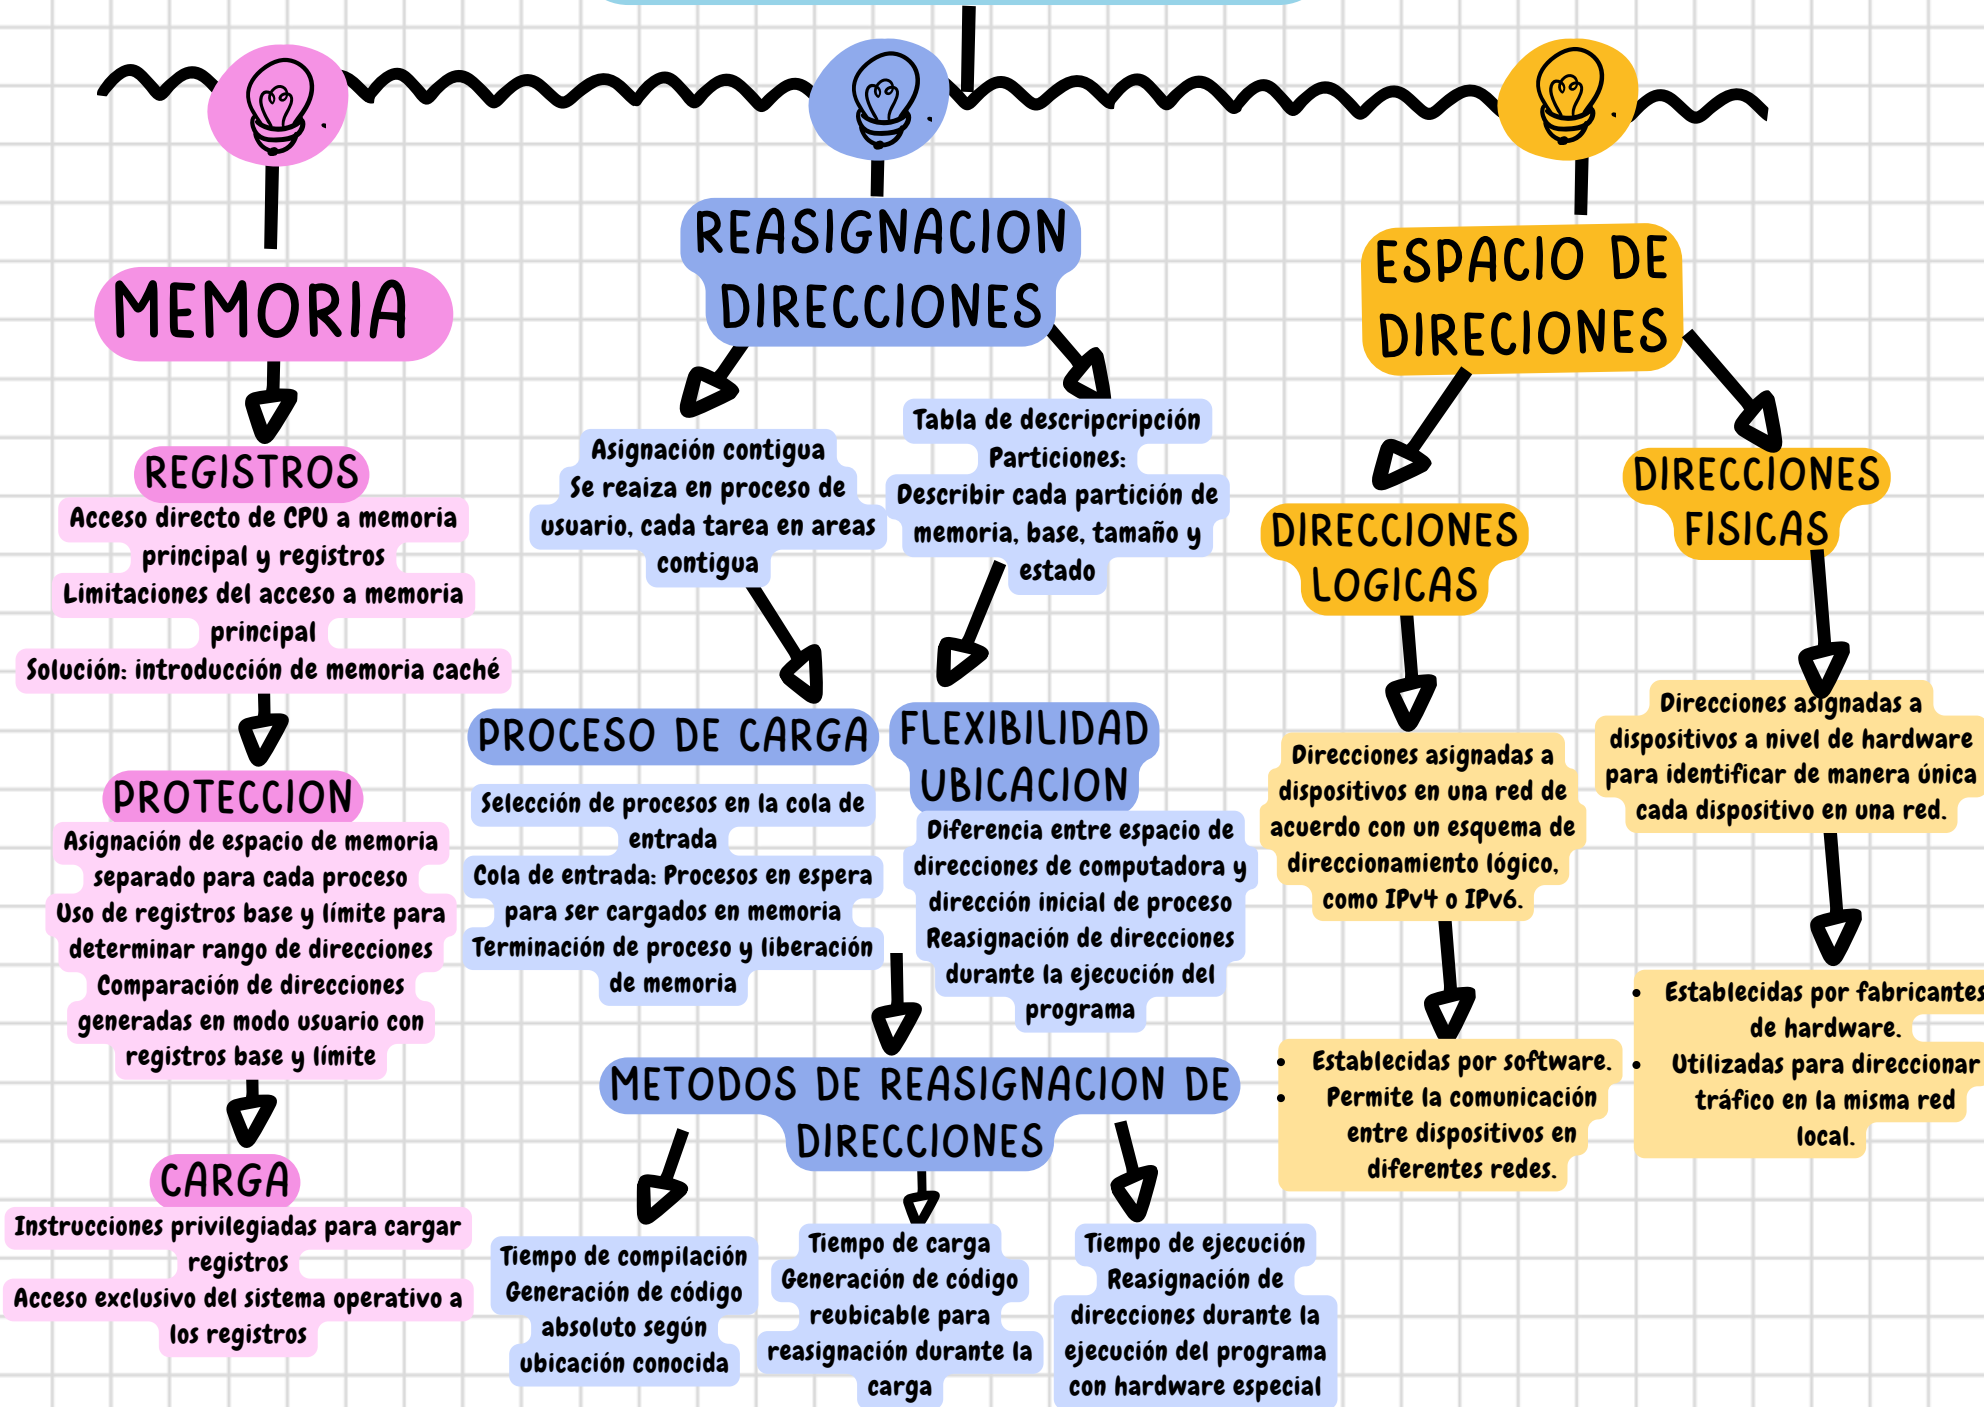 MEMORIA
REGISTROS
Acceso directo de CPU a memoria
principal y registros
Limitaciones del acceso a memoria
principal
Solución: introducción de memoria caché
PROTECCION
Asignación de espacio de memoria
separado para cada proceso
Uso de registros base y límite para
determinar rango de direcciones
Comparación de direcciones
generadas en modo usuario con
registros base y límite
CARGA
Instrucciones privilegiadas para cargar
registros
Acceso exclusivo del sistema operativo a
los registros
REASIGNACION
DIRECCIONES
Asignación contigua
Se reaiza en proceso de
usuario, cada tarea en areas
contigua
Tabla de descripcripción
Particiones:
Describir cada partición de
memoria, base, tamaño y
estado
PROCESO DE CARGA
Selección de procesos en la cola de
entrada
Cola de entrada: Procesos en espera
para ser cargados en memoria
Terminación de proceso y liberación
de memoria
FLEXIBILIDAD
UBICACION
Diferencia entre espacio de
direcciones de computadora y
dirección inicial de proceso
Reasignación de direcciones
durante la ejecución del
programa
METODOS DE REASIGNACION DE
DIRECCIONES
Tiempo de compilación
Generación de código
absoluto según
ubicación conocida
Tiempo de carga
Generación de código
reubicable para
reasignación durante la
carga
Tiempo de ejecución
Reasignación de
direcciones durante la
ejecución del programa
con hardware especial
ESPACIO DE
DIRECIONES
DIRECCIONES
LOGICAS
Direcciones asignadas a
dispositivos en una red de
acuerdo con un esquema de
direccionamiento lógico,
como IPv4 o IPv6.
• Establecidas por software.
• Permite la comunicación
entre dispositivos en
diferentes redes.
DIRECCIONES
FISICAS
Direcciones asignadas a
dispositivos a nivel de hardware
para identificar de manera única
cada dispositivo en una red.
• Establecidas por fabricantes
de hardware.
• Utilizadas para direccionar
tráfico en la misma red
local.